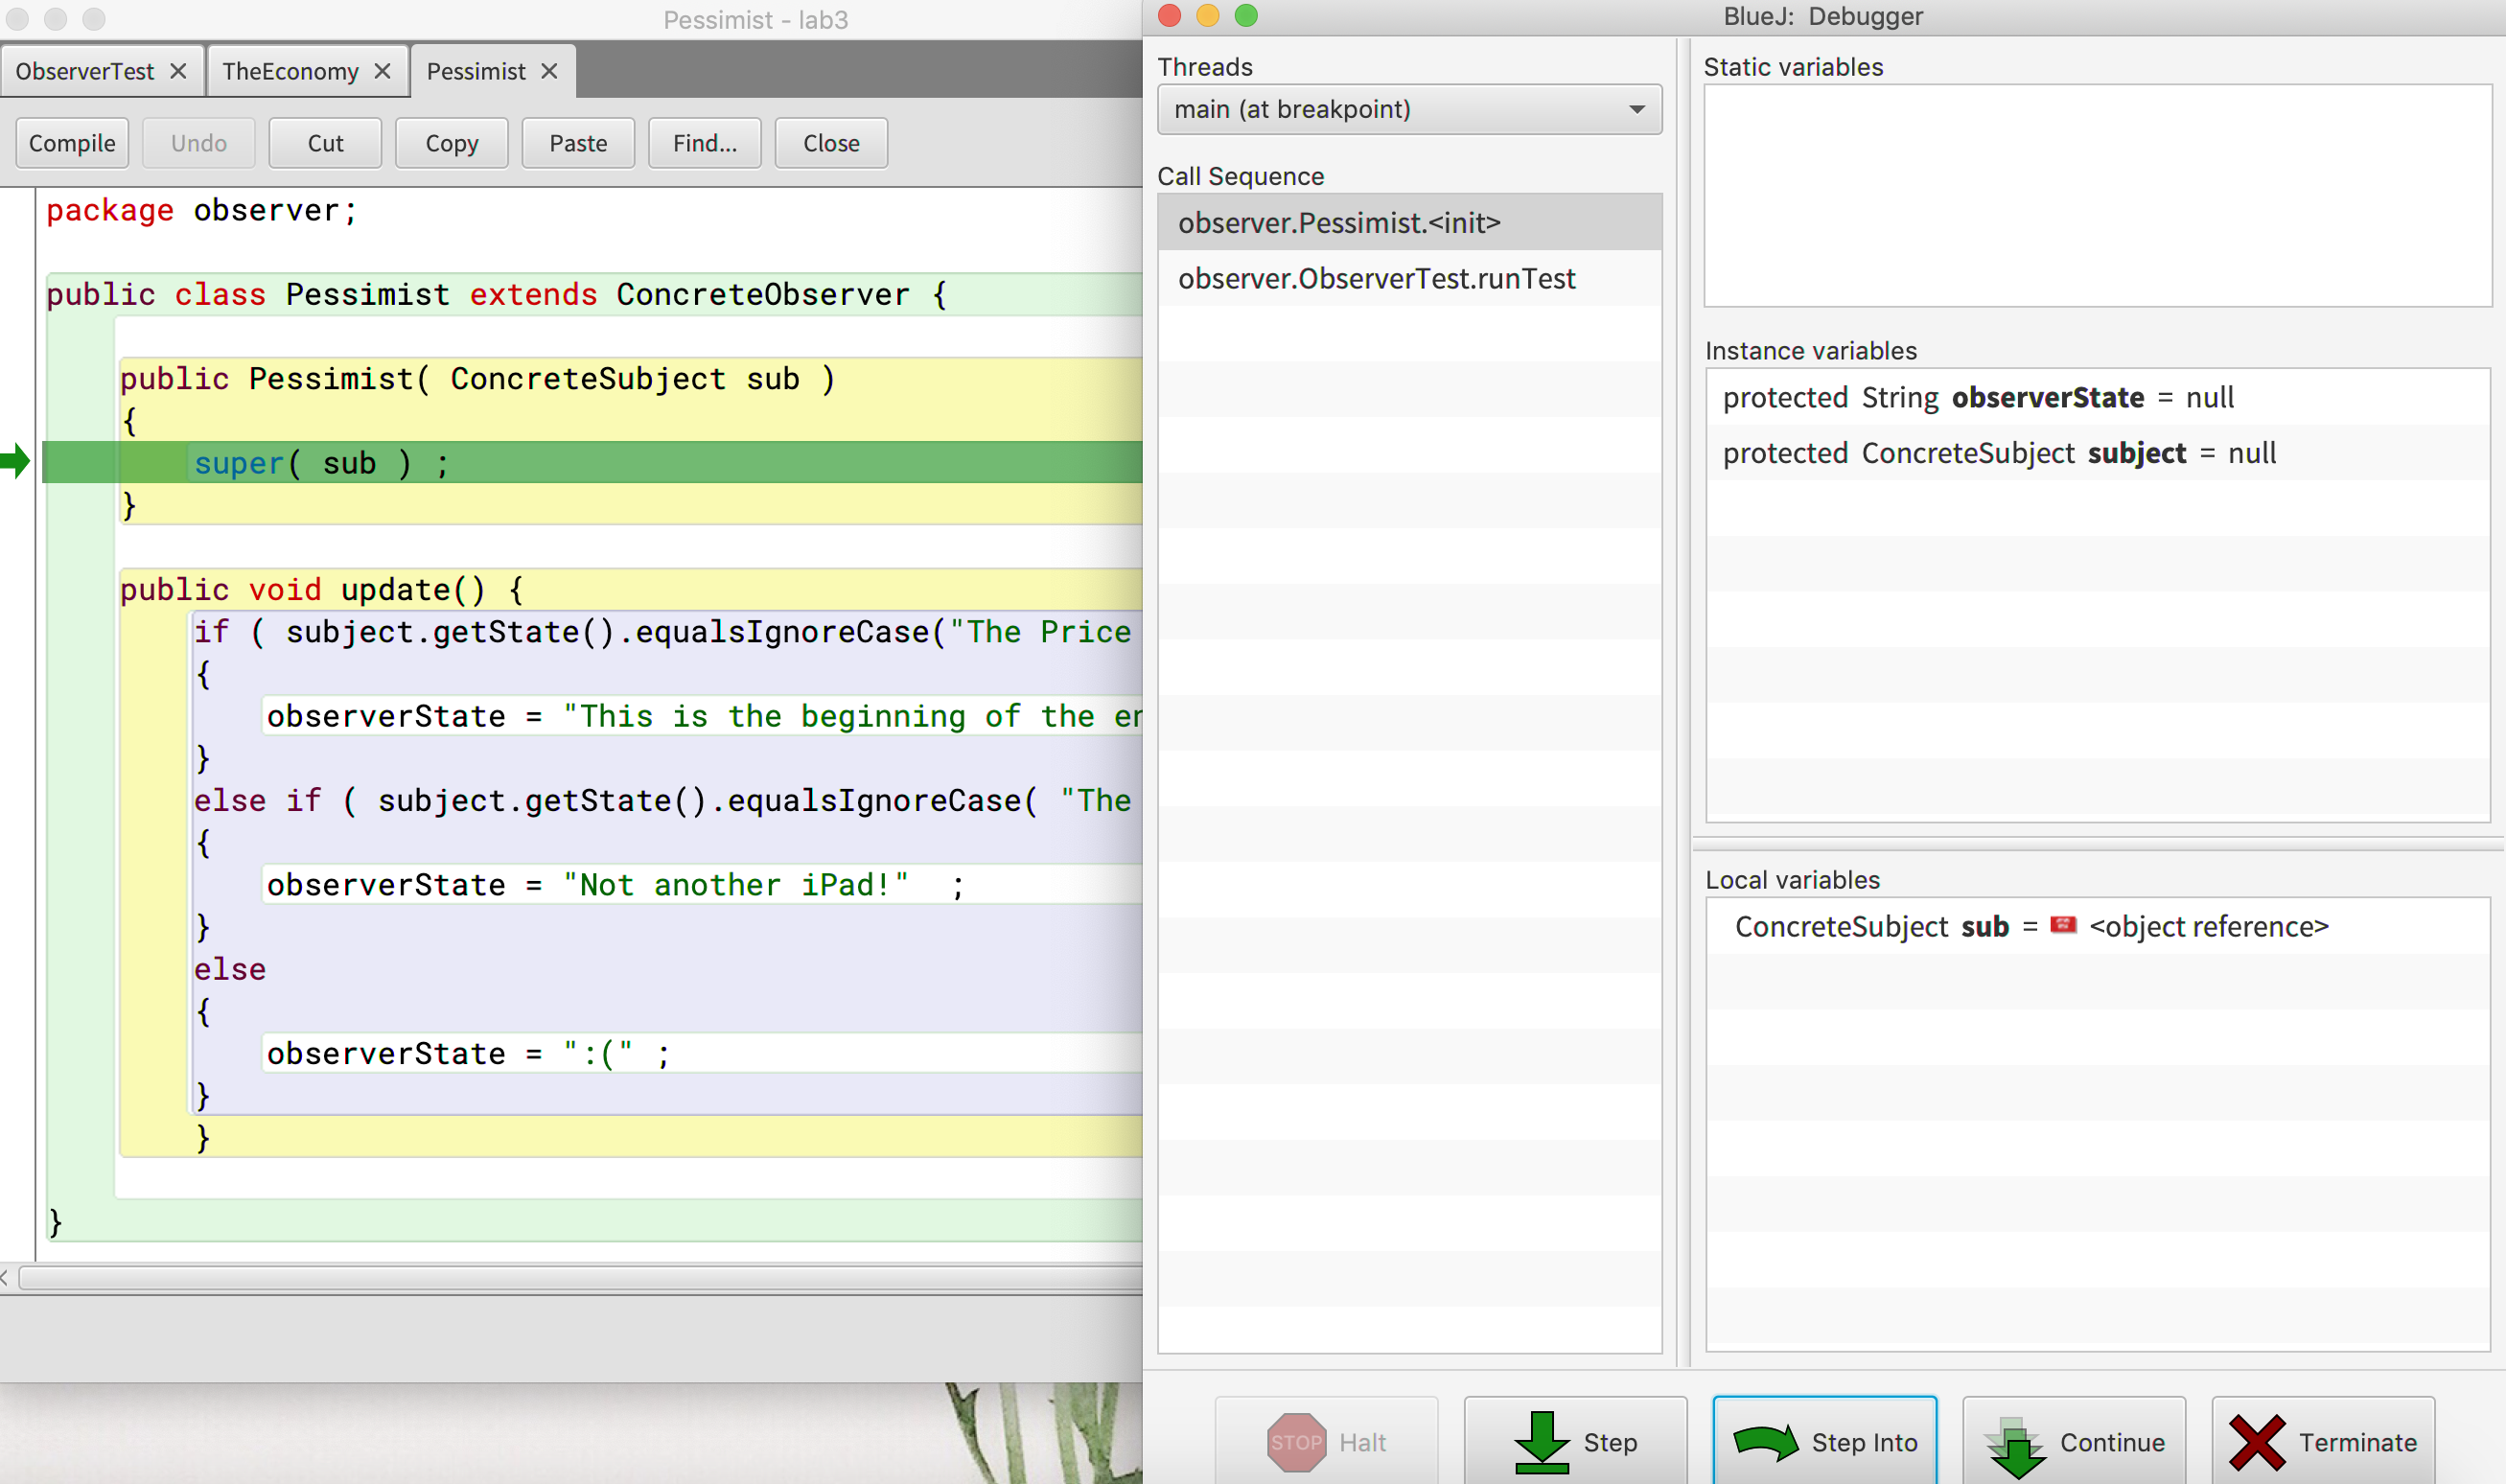 Pessimist - lab3
ObserverTest
TheEconomy
Pessimist
Compile
Undo
Cut
Copy
Paste
Find...
Close
package observer;
public class Pessimist extends ConcreteObserver {
public Pessimist( ConcreteSubject sub )
{
super( sub ) ;
}
public void update() {
if ( subject.getState().equalsIgnoreCase("The Price
{
observerState = "This is the beginning of the en
}
else if ( subject.getState().equalsIgnoreCase( "The
{
observerState = "Not another iPad!"  ;
}
else
{
observerState = ":(" ;
}
}
}
BlueJ:  Debugger
Threads
main (at breakpoint)
Call Sequence
observer.Pessimist.<init>
observer.ObserverTest.runTest
Static variables
Instance variables
protected String observerState = null
protected ConcreteSubject subject = null
Local variables
ConcreteSubject sub = <object reference>
STOP Halt
Step
Step Into
Continue
Terminate